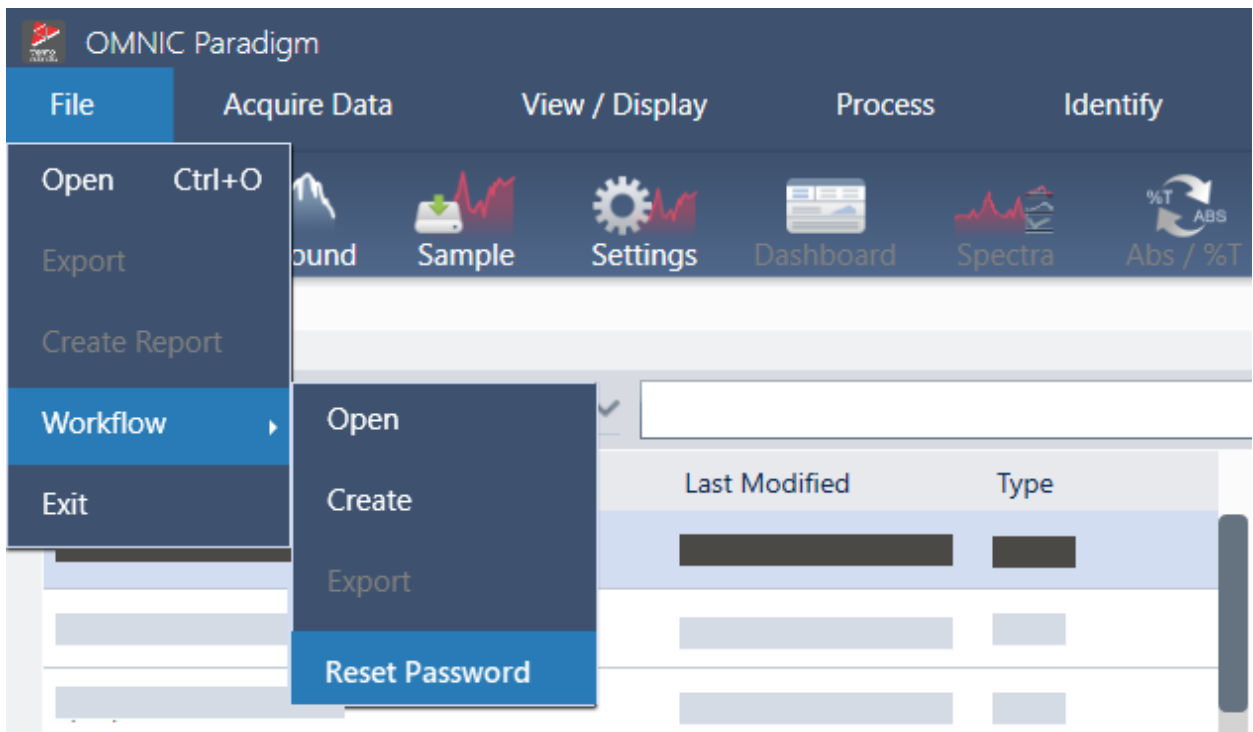 OMNIC Paradigm
File Acquire Data View / Display Process Identify
Open Ctrl+O
ound Sample Settings Dashboard Spectra Abs / %T
%T ABS
Export
Create Report
Workflow
Exit
Open
Create
Export
Reset Password
Last Modified Type